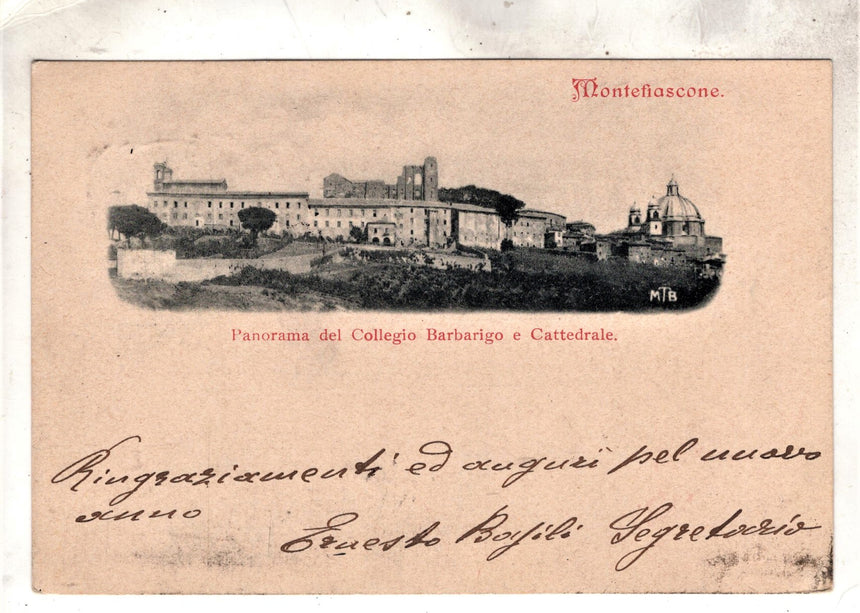 Montefiascone.
MTB
Panorama del Collegio Barbarigo e Cattedrale.
Ringraziamenti ed auguri pel nuovo
anno
Ernesto Basili Segretario